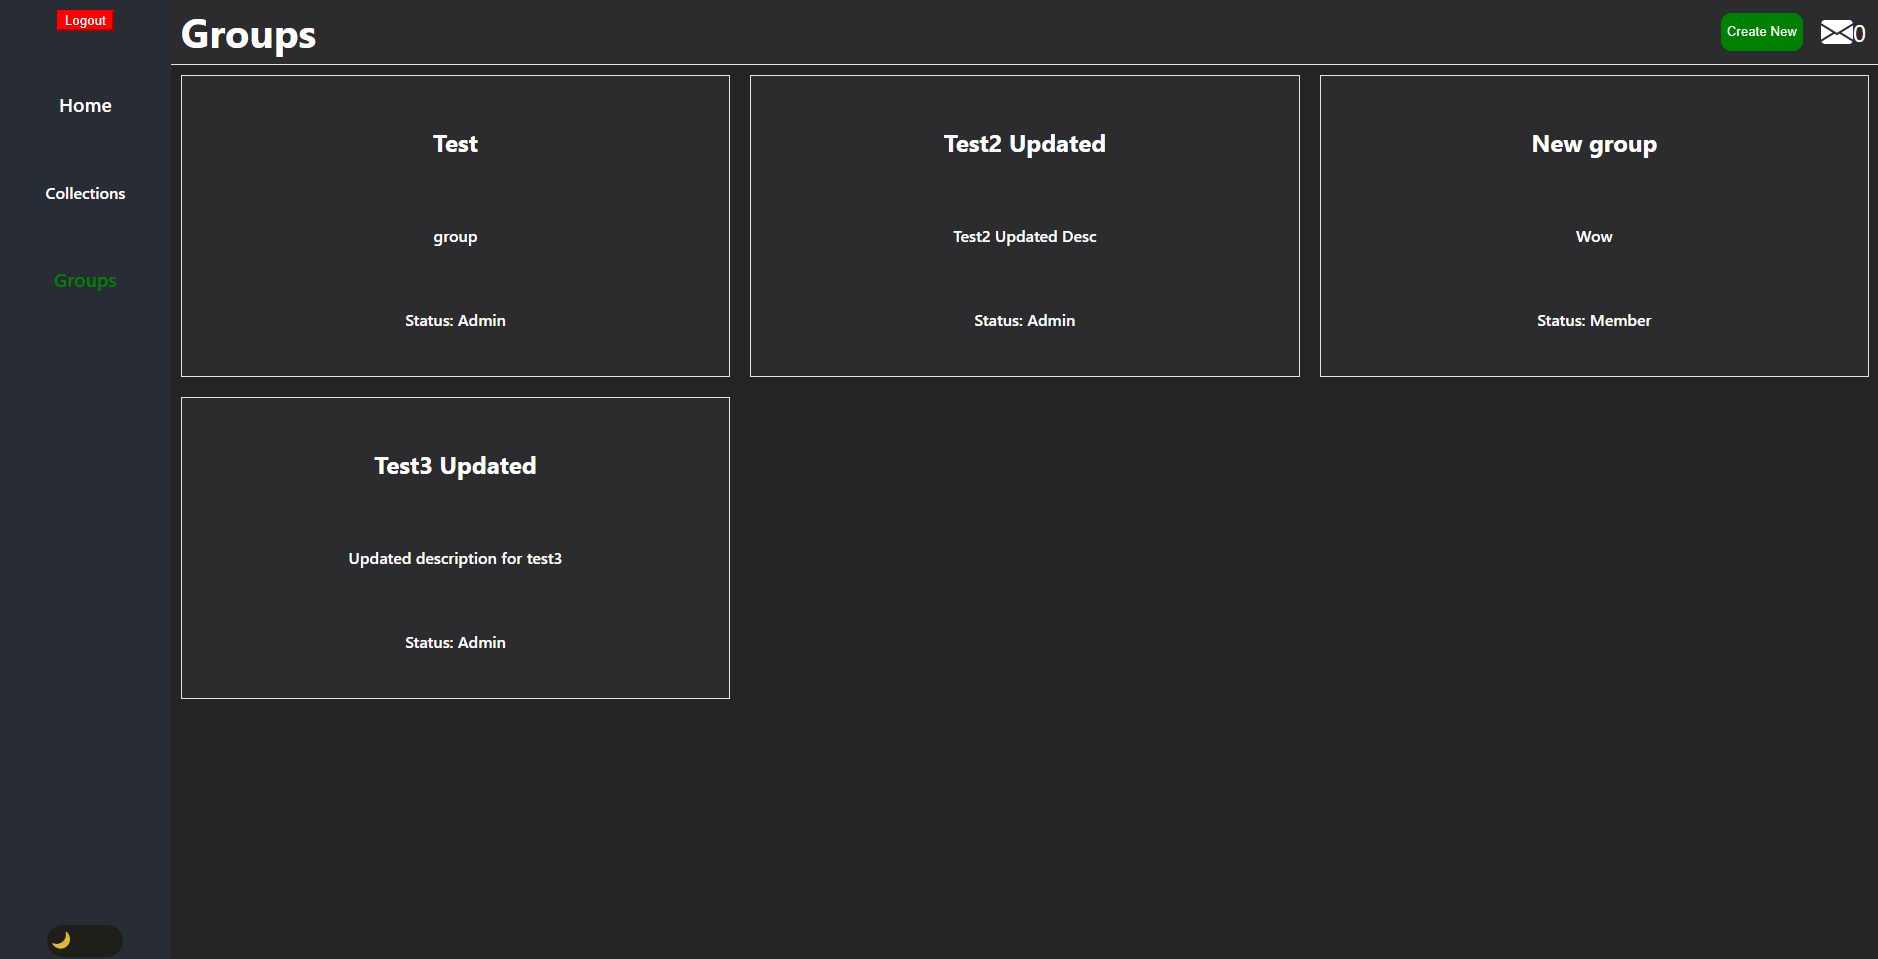 Logout
Home
Collections
Groups
Groups
Create New
0
Test
group
Status: Admin
Test2 Updated
Test2 Updated Desc
Status: Admin
New group
Wow
Status: Member
Test3 Updated
Updated description for test3
Status: Admin